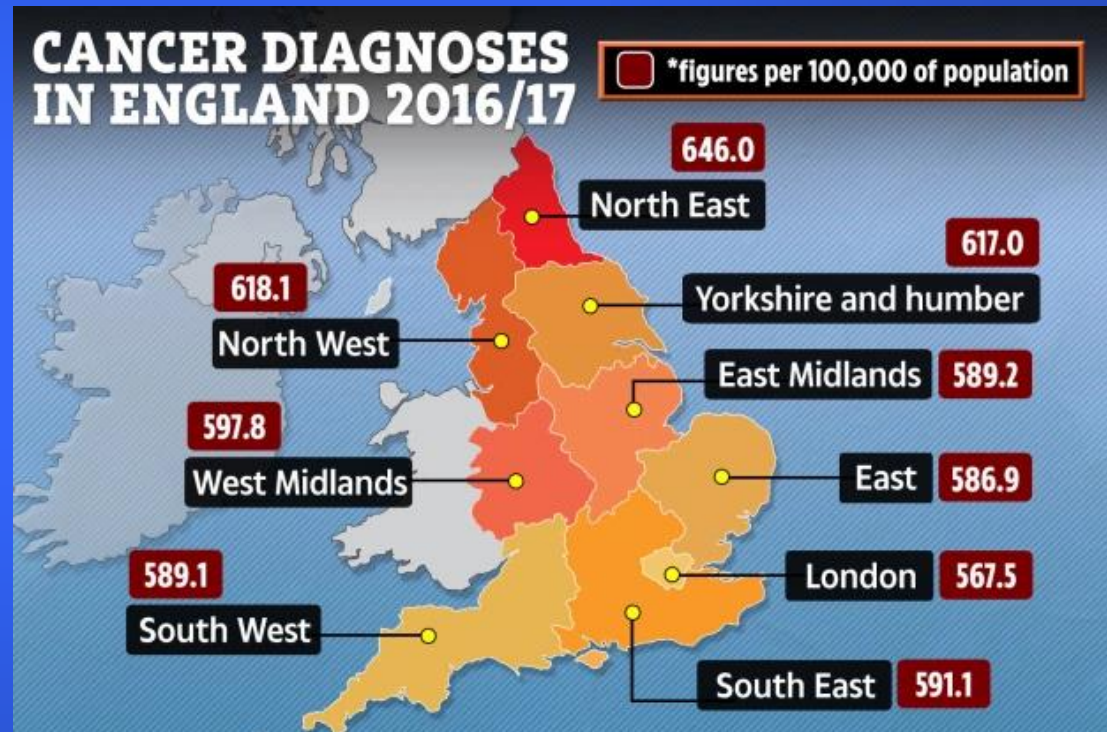 CANCER DIAGNOSES
IN ENGLAND 2016/17
*figures per 100,000 of population
646.0
North East
617.0
Yorkshire and humber
618.1
North West
East Midlands 589.2
597.8
West Midlands
East 586.9
589.1
South West
London 567.5
South East 591.1